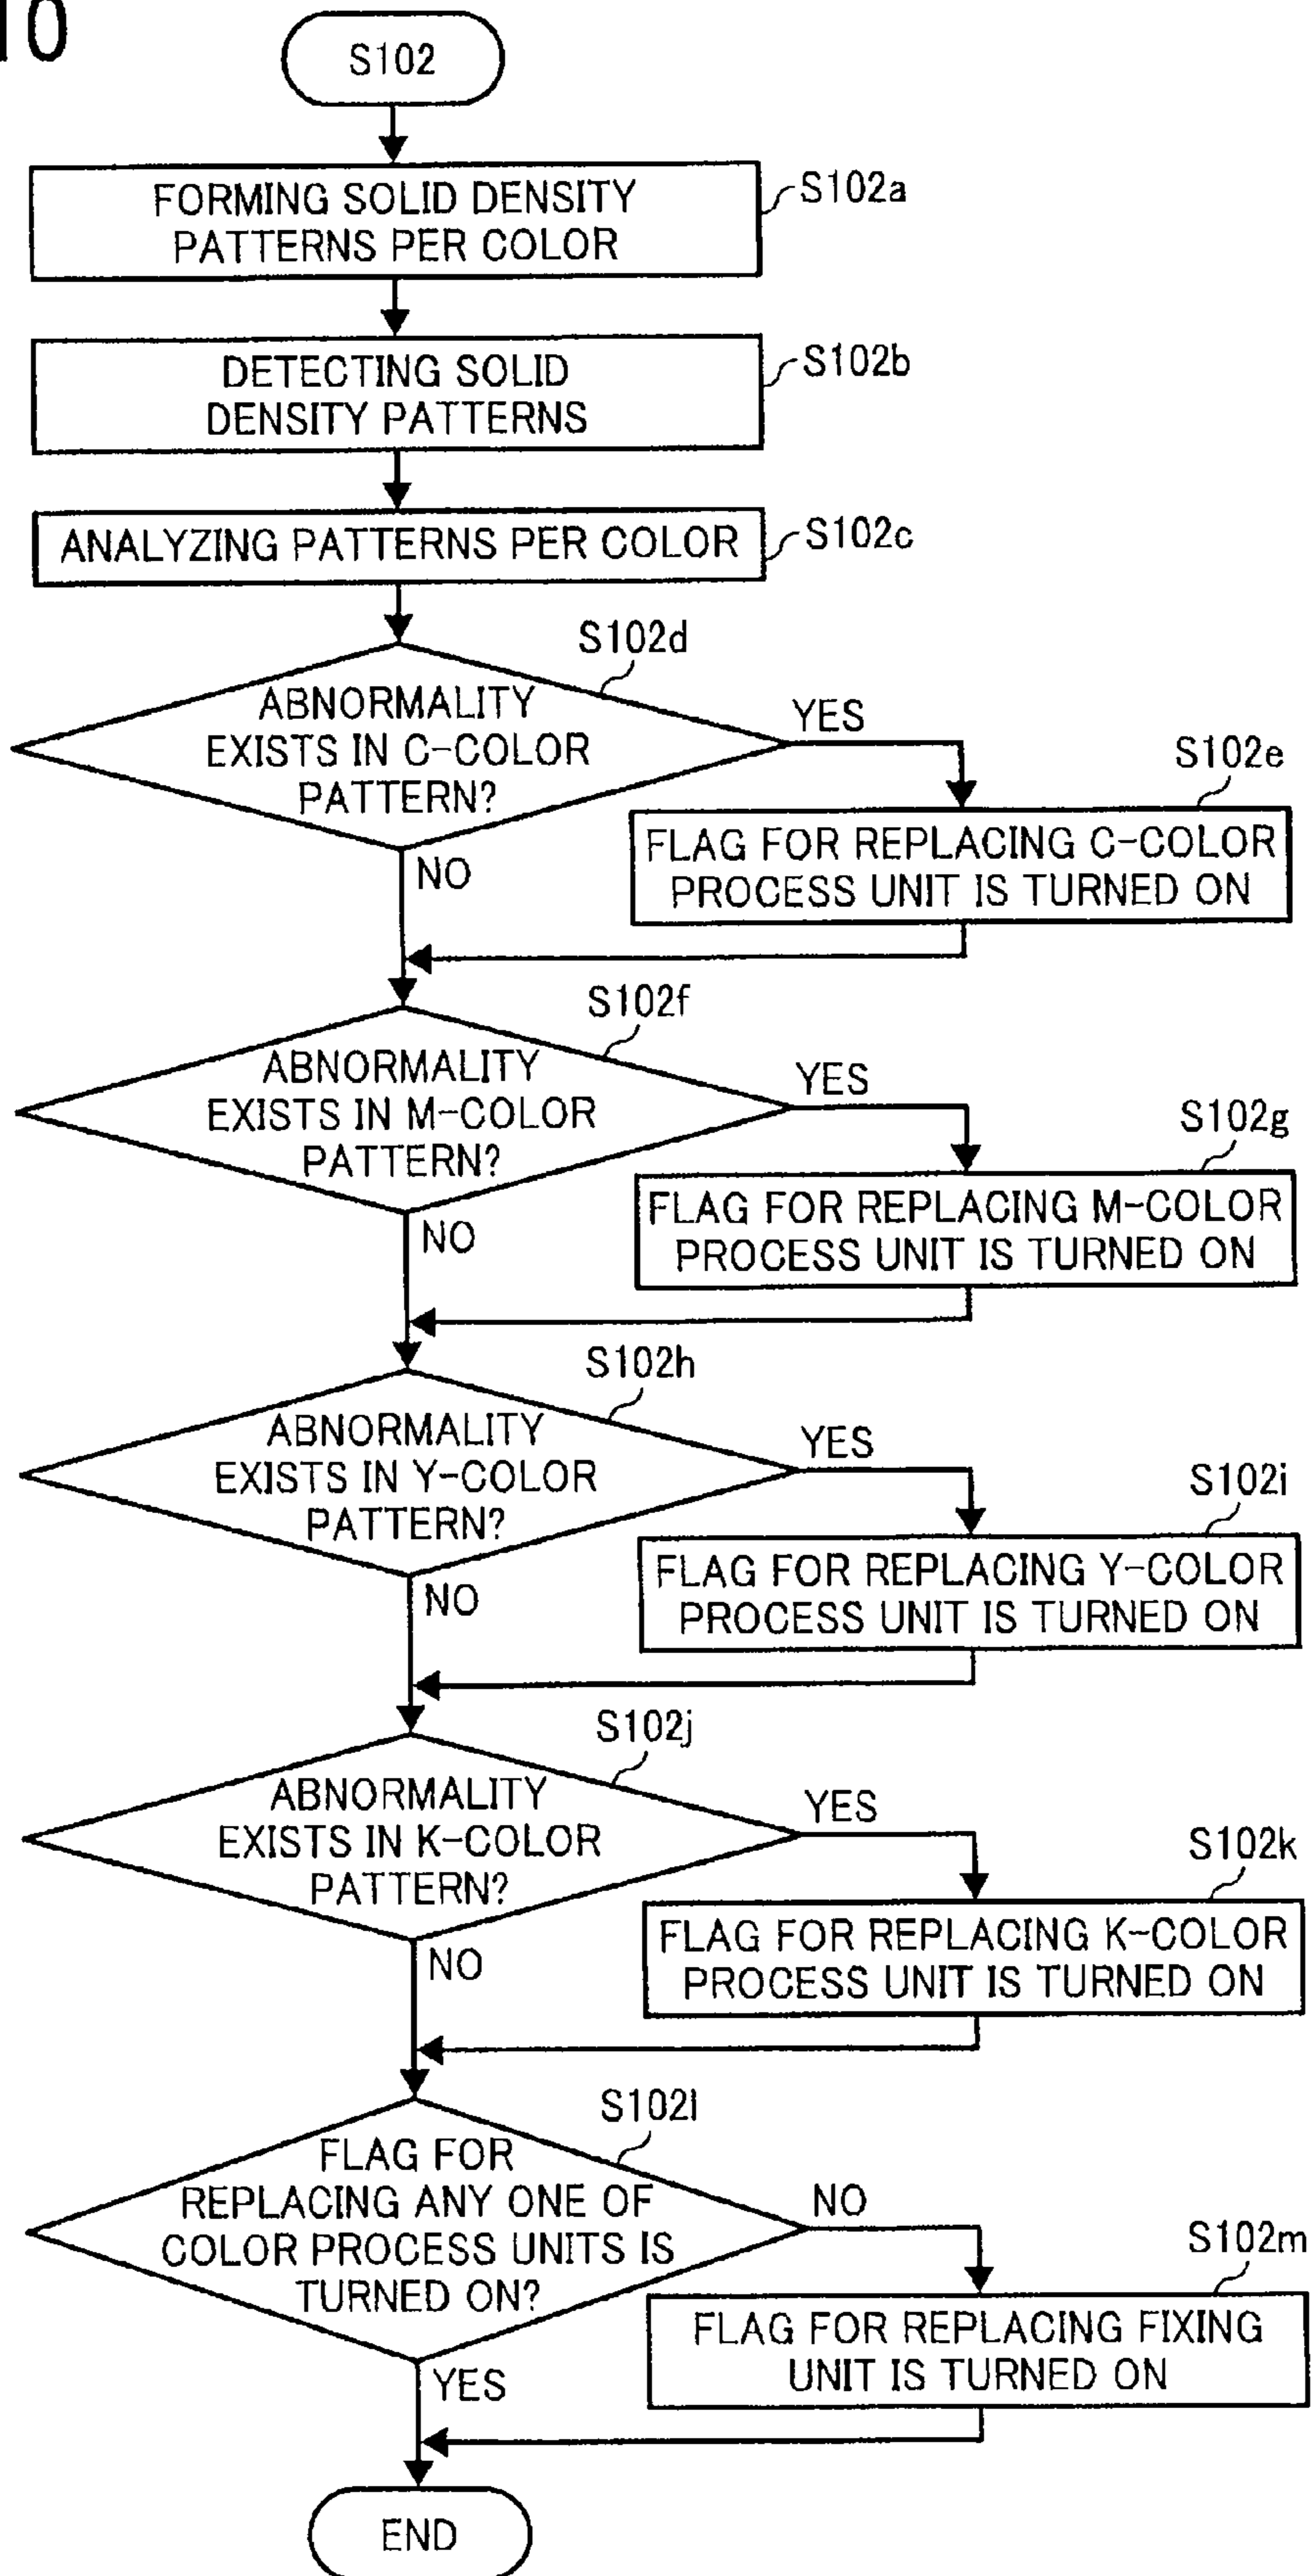 10
S102
FORMING SOLID DENSITY
PATTERNS PER COLOR
S102a
DETECTING SOLID
DENSITY PATTERNS
S102b
ANALYZING PATTERNS PER COLOR
S102c
S102d
ABNORMALITY
EXISTS IN C-COLOR
PATTERN?
YES
NO
S102e
FLAG FOR REPLACING C-COLOR
PROCESS UNIT IS TURNED ON
S102f
ABNORMALITY
EXISTS IN M-COLOR
PATTERN?
YES
NO
S102g
FLAG FOR REPLACING M-COLOR
PROCESS UNIT IS TURNED ON
S102h
ABNORMALITY
EXISTS IN Y-COLOR
PATTERN?
YES
NO
S102i
FLAG FOR REPLACING Y-COLOR
PROCESS UNIT IS TURNED ON
S102j
ABNORMALITY
EXISTS IN K-COLOR
PATTERN?
YES
NO
S102k
FLAG FOR REPLACING K-COLOR
PROCESS UNIT IS TURNED ON
S102l
FLAG FOR
REPLACING ANY ONE OF
COLOR PROCESS UNITS IS
TURNED ON?
NO
YES
S102m
FLAG FOR REPLACING FIXING
UNIT IS TURNED ON
END